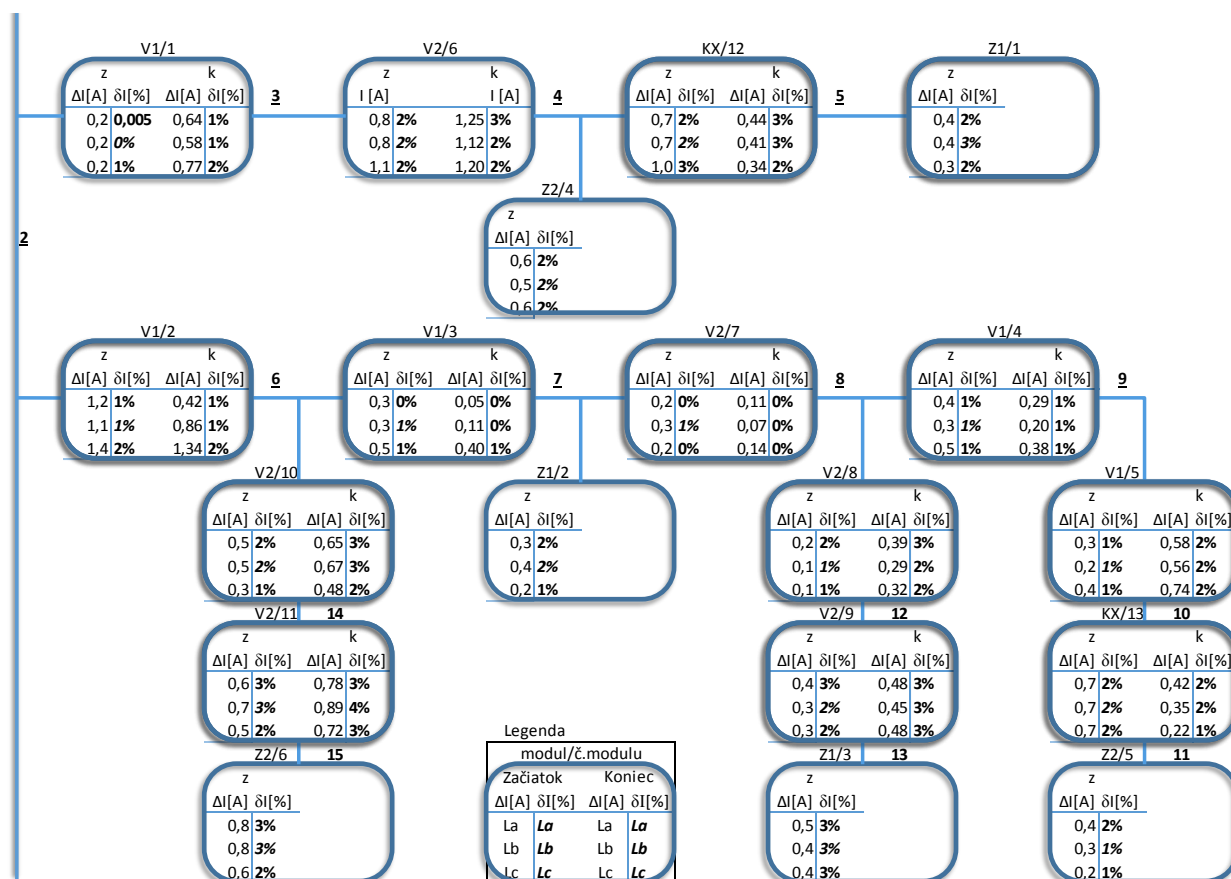 V1/1 V2/6 KX/12 Z1/1
z k z k z k z
ΔI[A] δI[%] ΔI[A] δI[%] 3 I [A] I [A] 4 ΔI[A] δI[%] ΔI[A] δI[%] 5 ΔI[A] δI[%]
0,2 0,005 0,64 1% 0,8 2% 1,25 3% 0,7 2% 0,44 3% 0,4 2%
0,2 0% 0,58 1% 0,8 2% 1,12 2% 0,7 2% 0,41 3% 0,4 3%
0,2 1% 0,77 2% 1,1 2% 1,20 2% 1,0 3% 0,34 2% 0,3 2%
Z2/4
z
2 ΔI[A] δI[%]
0,6 2%
0,5 2%
0,6 2%
V1/2 V1/3 V2/7 V1/4
z k z k z k z k
ΔI[A] δI[%] ΔI[A] δI[%] 6 ΔI[A] δI[%] ΔI[A] δI[%] 7 ΔI[A] δI[%] ΔI[A] δI[%] 8 ΔI[A] δI[%] ΔI[A] δI[%] 9
1,2 1% 0,42 1% 0,3 0% 0,05 0% 0,2 0% 0,11 0% 0,4 1% 0,29 1%
1,1 1% 0,86 1% 0,3 1% 0,11 0% 0,3 1% 0,07 0% 0,3 1% 0,20 1%
1,4 2% 1,34 2% 0,5 1% 0,40 1% 0,2 0% 0,14 0% 0,5 1% 0,38 1%
V2/10 Z1/2 V2/8 V1/5
z k z z k z k
ΔI[A] δI[%] ΔI[A] δI[%] ΔI[A] δI[%] ΔI[A] δI[%] ΔI[A] δI[%] ΔI[A] δI[%] ΔI[A] δI[%]
0,5 2% 0,65 3% 0,3 2% 0,2 2% 0,39 3% 0,3 1% 0,58 2%
0,5 2% 0,67 3% 0,4 2% 0,1 1% 0,29 2% 0,2 1% 0,56 2%
0,3 1% 0,48 2% 0,2 1% 0,1 1% 0,32 2% 0,4 1% 0,74 2%
V2/11 14 V2/9 12 KX/13 10
z k z k z k
ΔI[A] δI[%] ΔI[A] δI[%] ΔI[A] δI[%] ΔI[A] δI[%] ΔI[A] δI[%] ΔI[A] δI[%]
0,6 3% 0,78 3% 0,4 3% 0,48 3% 0,7 2% 0,42 2%
0,7 3% 0,89 4% 0,3 2% 0,45 3% 0,7 2% 0,35 2%
0,5 2% 0,72 3% Legenda 0,3 2% 0,48 3% 0,7 2% 0,22 1%
Z2/6 15 modul/č.modulu Z1/3 13 Z2/5 11
z Začiatok Koniec z z
ΔI[A] δI[%] ΔI[A] δI[%] ΔI[A] δI[%] ΔI[A] δI[%] ΔI[A] δI[%]
0,8 3% La La La La 0,5 3% 0,4 2%
0,8 3% Lb Lb Lb Lb 0,4 3% 0,3 1%
0,6 2% Lc Lc Lc Lc 0,4 3% 0,2 1%